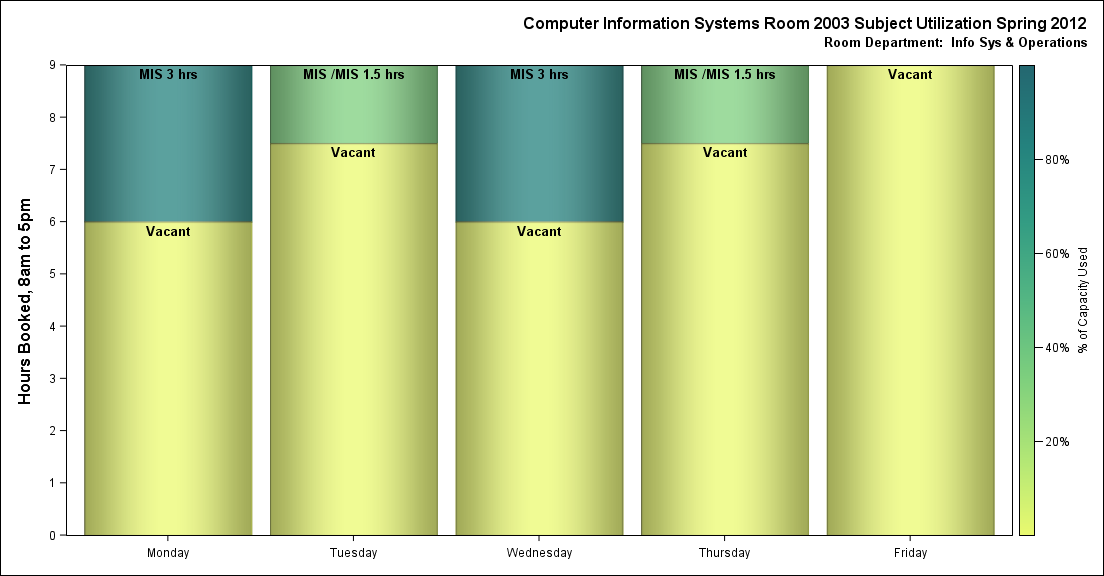 Computer Information Systems Room 2003 Subject Utilization Spring 2012
Room Department: Info Sys & Operations
Hours Booked, 8am to 5pm
9
8
7
6
5
4
3
2
1
0
MIS 3 hrs
Vacant
MIS /MIS 1.5 hrs
Vacant
MIS 3 hrs
Vacant
MIS /MIS 1.5 hrs
Vacant
Vacant
Monday
Tuesday
Wednesday
Thursday
Friday
80%
60%
40%
20%
% of Capacity Used